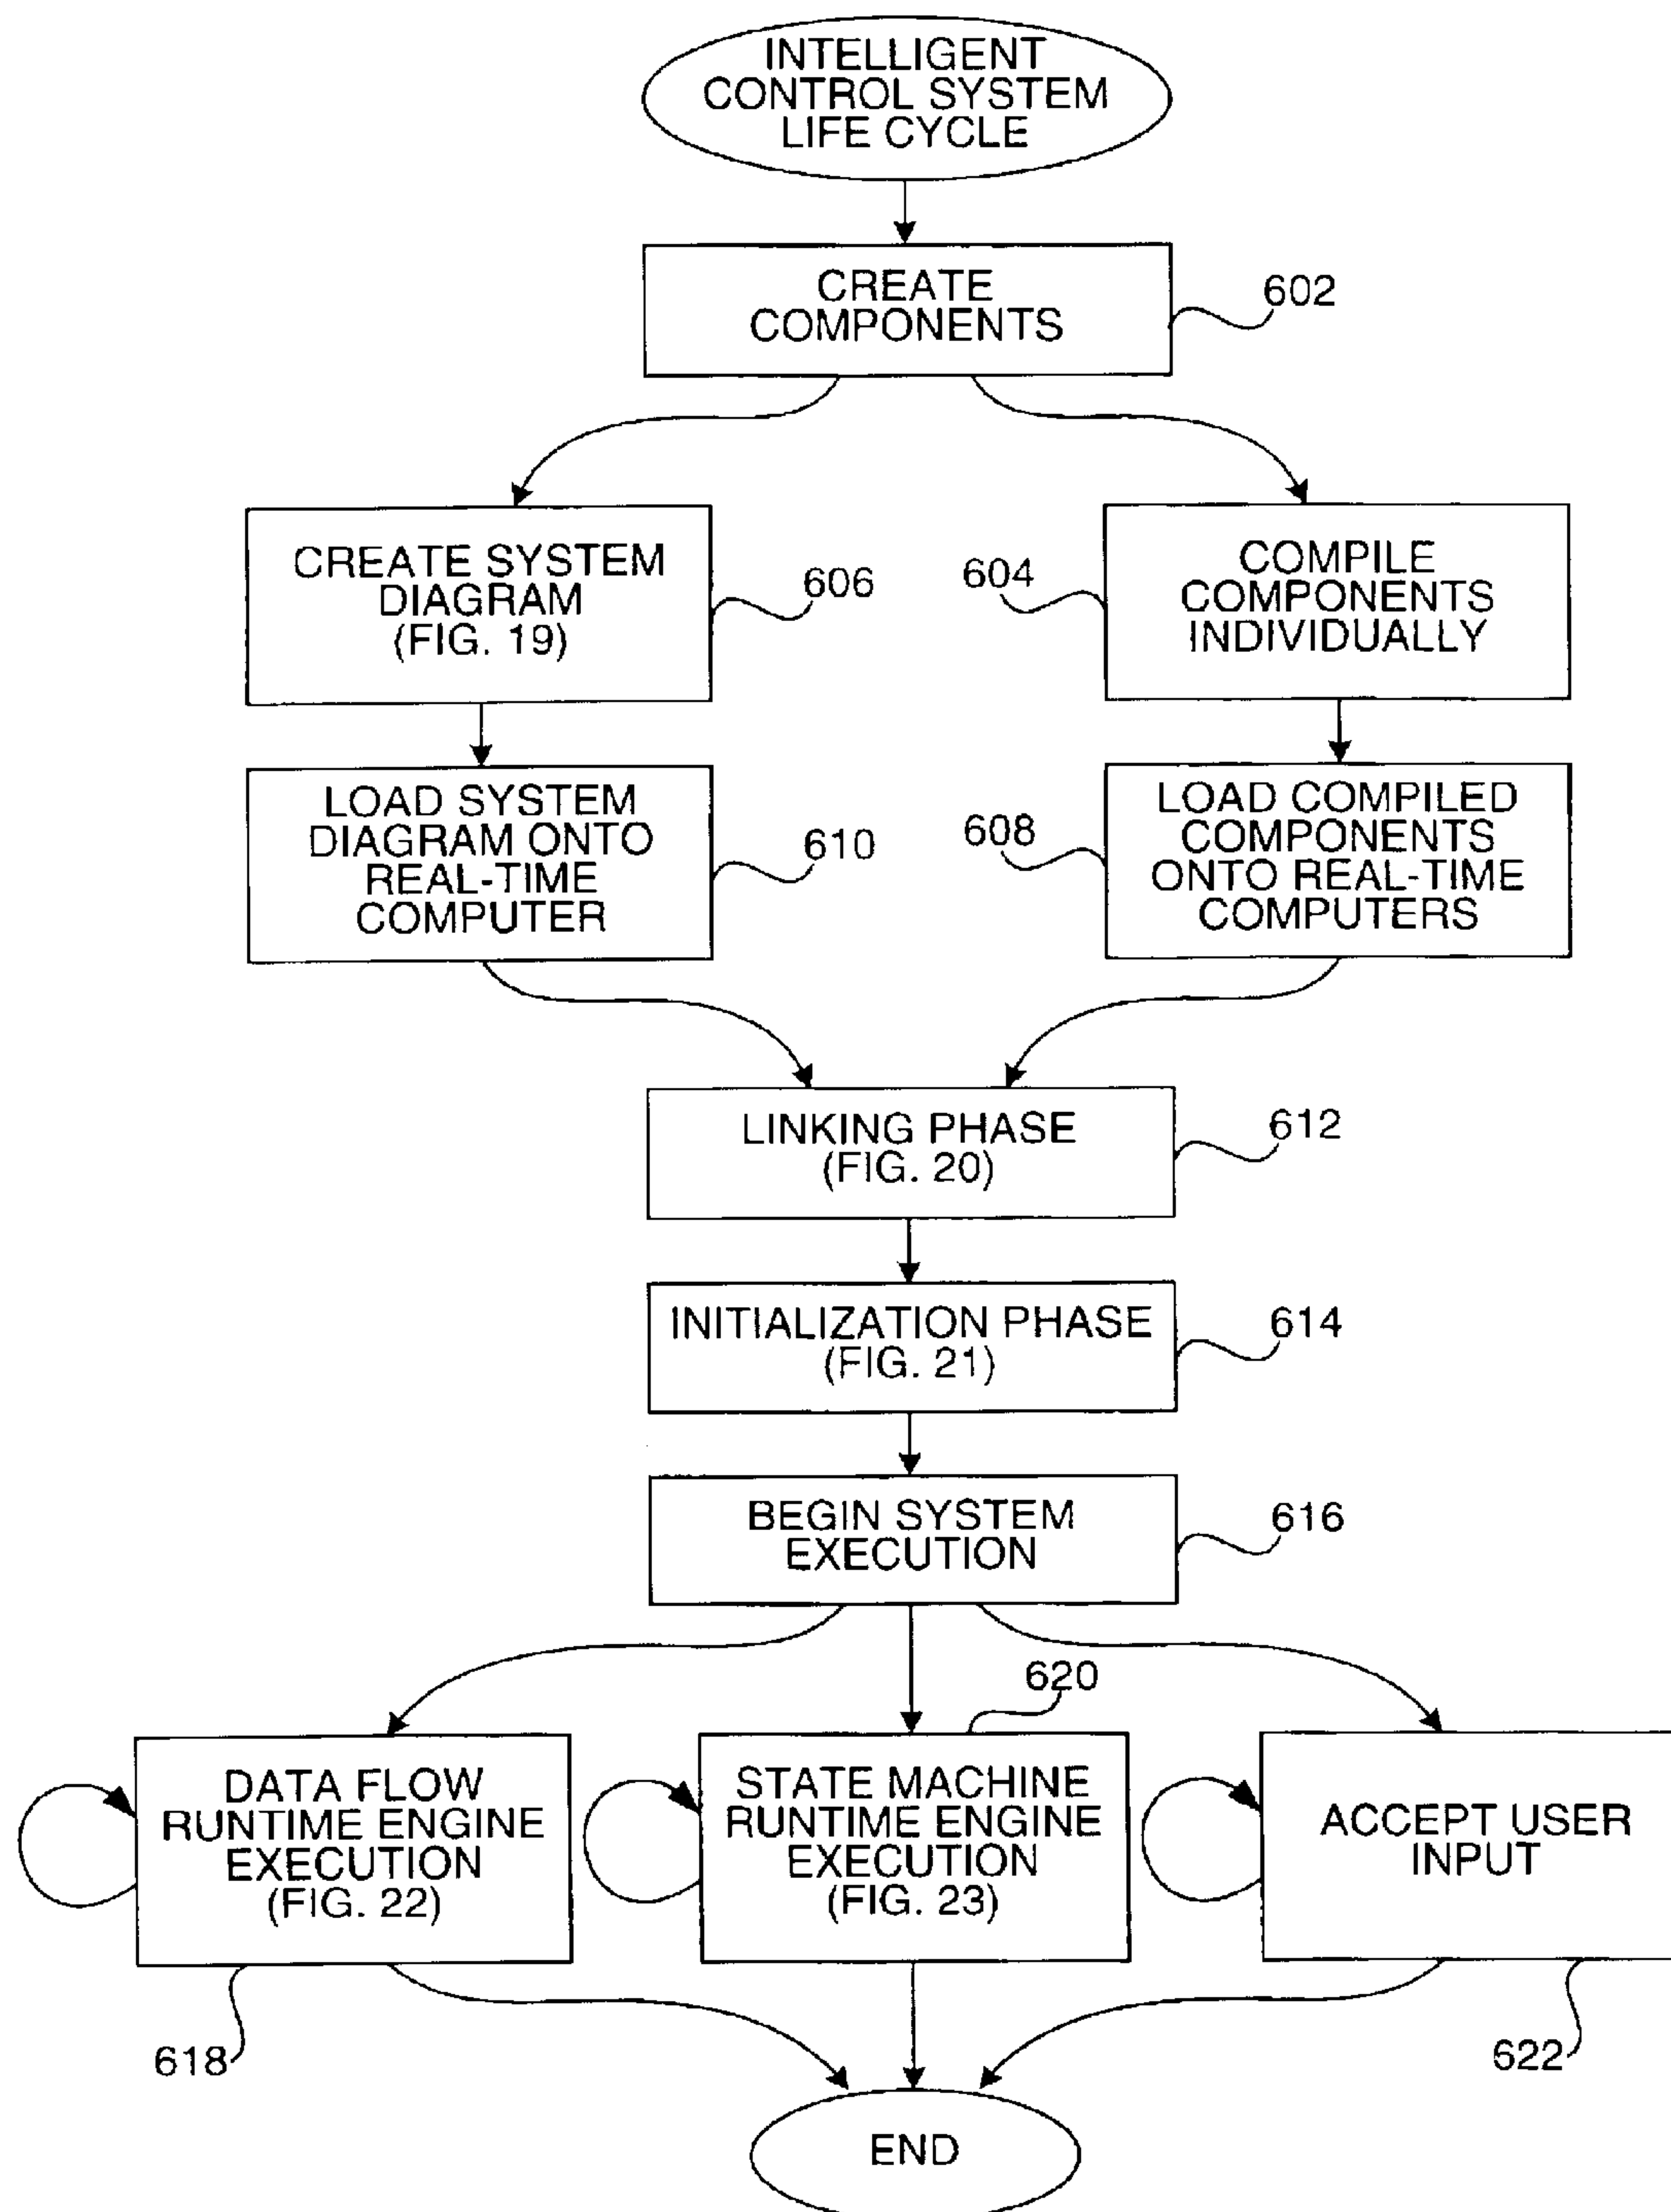 INTELLIGENT
CONTROL SYSTEM
LIFE CYCLE
CREATE
COMPONENTS
602
CREATE SYSTEM
DIAGRAM
(FIG. 19)
606
604
COMPILE
COMPONENTS
INDIVIDUALLY
LOAD SYSTEM
DIAGRAM ONTO
REAL-TIME
COMPUTER
610
608
LOAD COMPILED
COMPONENTS
ONTO REAL-TIME
COMPUTERS
LINKING PHASE
(FIG. 20)
612
INITIALIZATION PHASE
(FIG. 21)
614
BEGIN SYSTEM
EXECUTION
616
620
DATA FLOW
RUNTIME ENGINE
EXECUTION
(FIG. 22)
STATE MACHINE
RUNTIME ENGINE
EXECUTION
(FIG. 23)
ACCEPT USER
INPUT
618
622
END